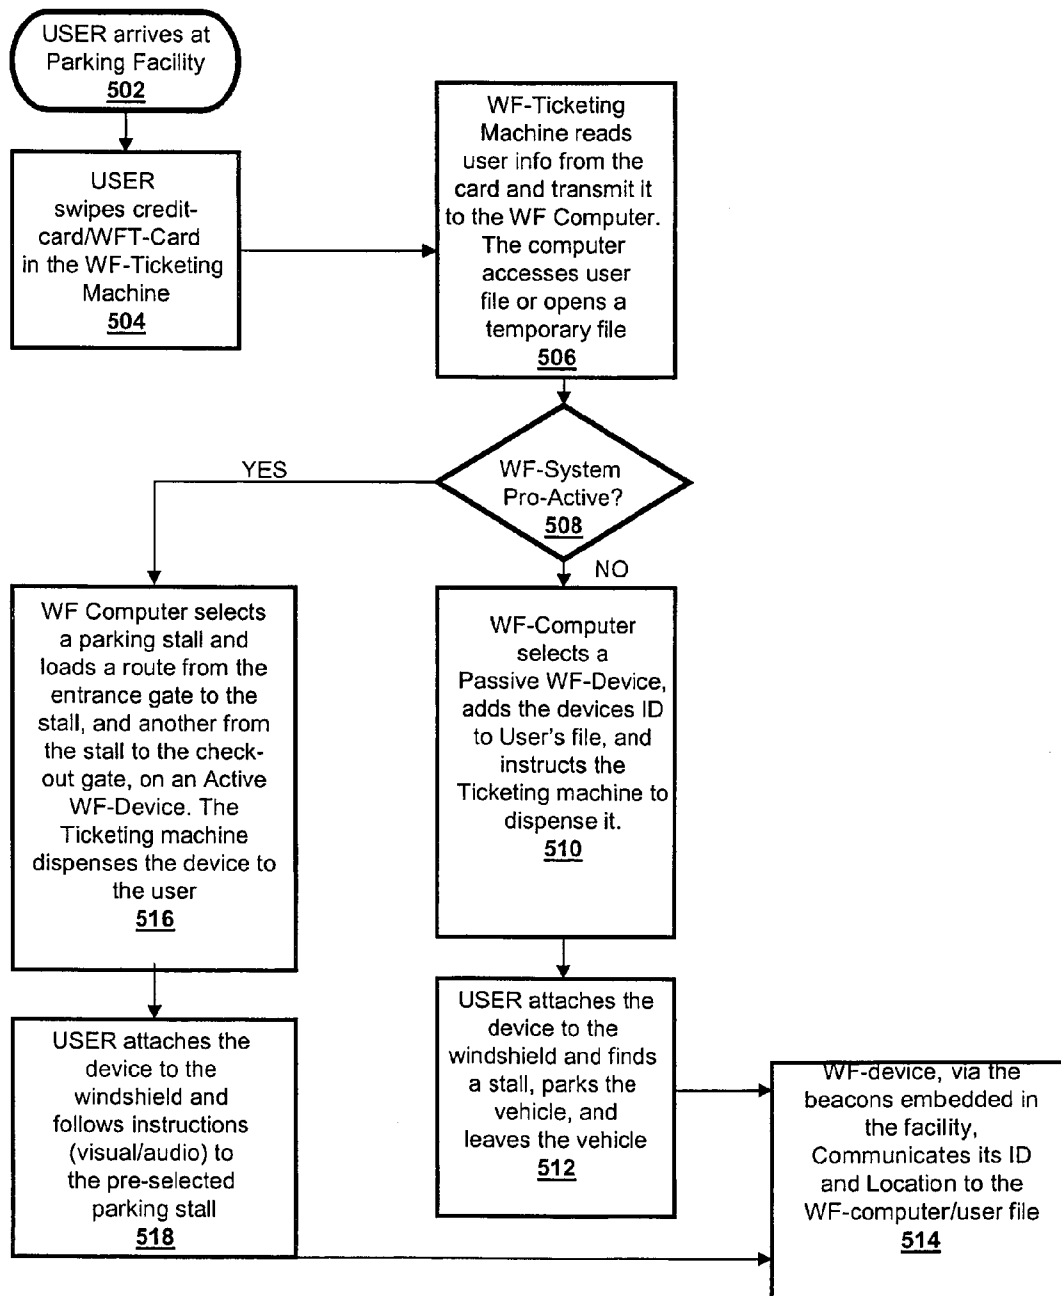 USER arrives at
Parking Facility
502
USER
swipes credit-
card/WFT-Card
in the WF-Ticketing
Machine
504
WF-Ticketing
Machine reads
user info from the
card and transmit it
to the WF Computer.
The computer
accesses user
file or opens a
temporary file
506
WF-System
Pro-Active?
508
YES
NO
WF Computer selects
a parking stall and
loads a route from the
entrance gate to the
stall, and another from
the stall to the check-
out gate, on an Active
WF-Device. The
Ticketing machine
dispenses the device to
the user
516
WF-Computer
selects a
Passive WF-Device,
adds the devices ID
to User's file, and
instructs the
Ticketing machine to
dispense it.
510
USER attaches the
device to the
windshield and
follows instructions
(visual/audio) to
the pre-selected
parking stall
518
USER attaches the
device to the
windshield and finds
a stall, parks the
vehicle, and
leaves the vehicle
512
WF-device, via the
beacons embedded in
the facility,
Communicates its ID
and Location to the
WF-computer/user file
514